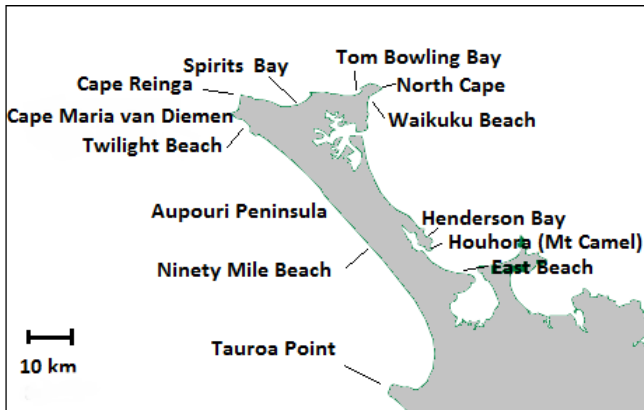 Tom Bowling Bay
Spirits Bay
Cape Reinga
North Cape
Cape Maria van Diemen
Waikuku Beach
Twilight Beach
Aupouri Peninsula
Henderson Bay
Houhora (Mt Camel)
Ninety Mile Beach
East Beach
Tauroa Point
10 km